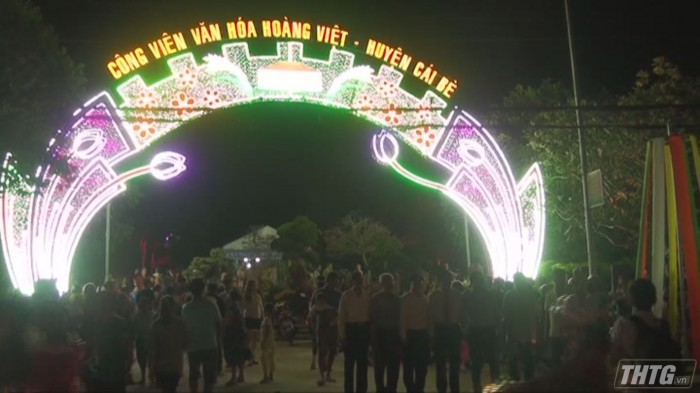 CÔNG VIÊN VĂN HÓA HOÀNG VIỆT - HUYỆN CÁI BÈ
THTG.vn